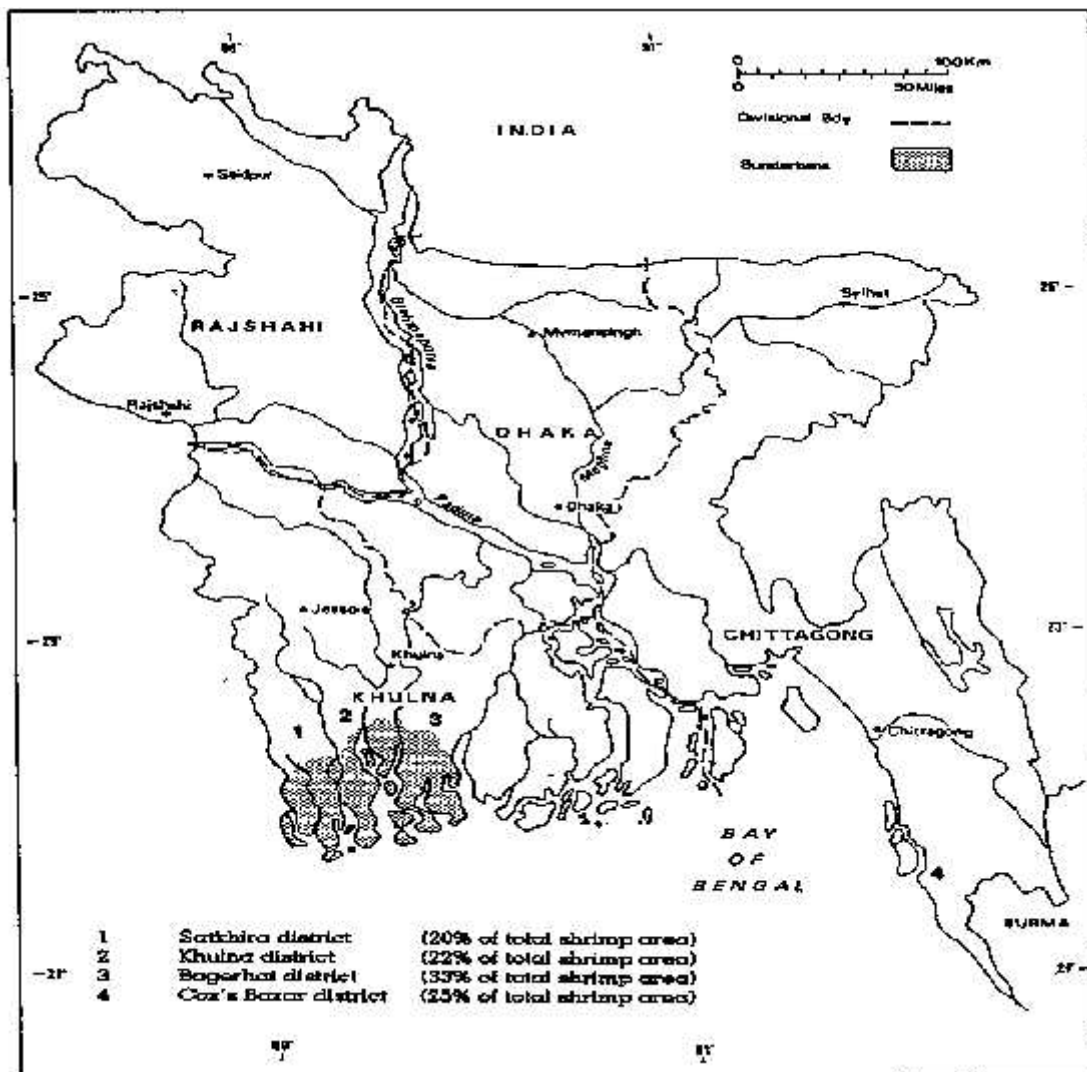 0 100Km
0 50Miles
Divisional Bdy
Sunderbans
INDIA
Saidpur
Sylhet
Mymensingh
RAJSHAHI
Brahmaputra
Rajshahi
DHAKA
Meghna
Dhaka
Jessore
Khulna
CHITTAGONG
KHULNA
1
2
3
Chittagong
BAY
OF
BENGAL
4
BURMA
1 Satkhira district (20% of total shrimp area)
2 Khulna district (22% of total shrimp area)
3 Bagerhat district (33% of total shrimp area)
4 Cox's Bazar district (25% of total shrimp area)